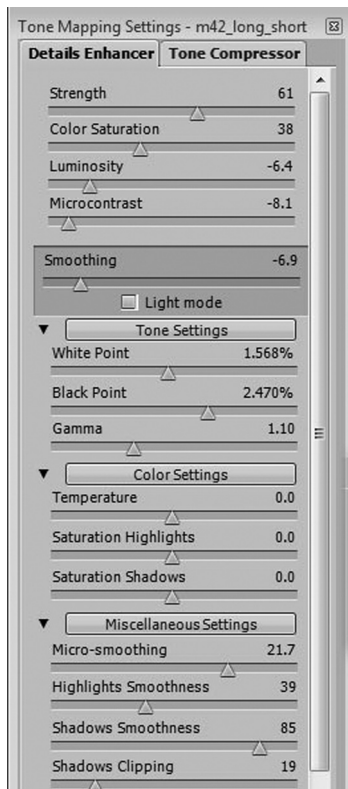 Tone Mapping Settings - m42_long_short
Details Enhancer Tone Compressor
Strength 61
Color Saturation 38
Luminosity -6.4
Microcontrast -8.1
Smoothing -6.9
Light mode
Tone Settings
White Point 1.568%
Black Point 2.470%
Gamma 1.10
Color Settings
Temperature 0.0
Saturation Highlights 0.0
Saturation Shadows 0.0
Miscellaneous Settings
Micro-smoothing 21.7
Highlights Smoothness 39
Shadows Smoothness 85
Shadows Clipping 19